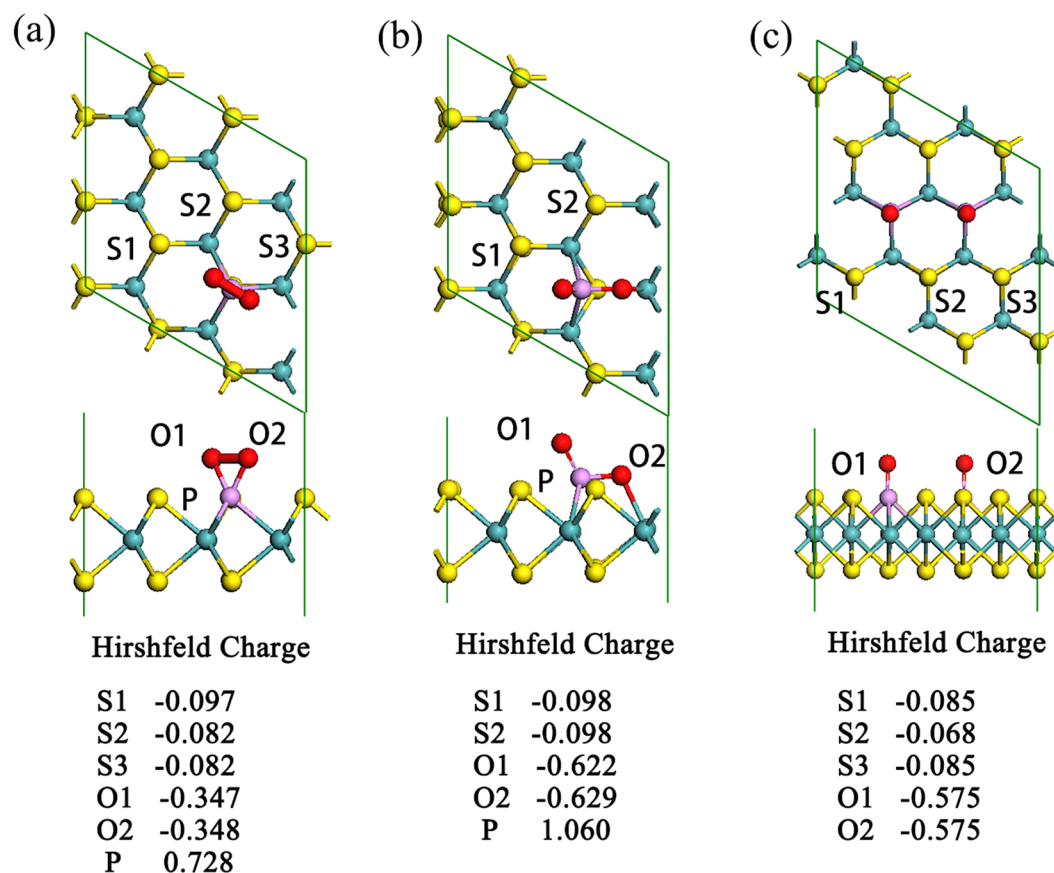 (a)
S2
S1
S3
O1
O2
P
Hirshfeld Charge
S1 -0.097
S2 -0.082
S3 -0.082
O1 -0.347
O2 -0.348
P 0.728
(b)
S2
S1
O1
O2
P
Hirshfeld Charge
S1 -0.098
S2 -0.098
O1 -0.622
O2 -0.629
P 1.060
(c)
S1
S2
S3
O1
O2
Hirshfeld Charge
S1 -0.085
S2 -0.068
S3 -0.085
O1 -0.575
O2 -0.575